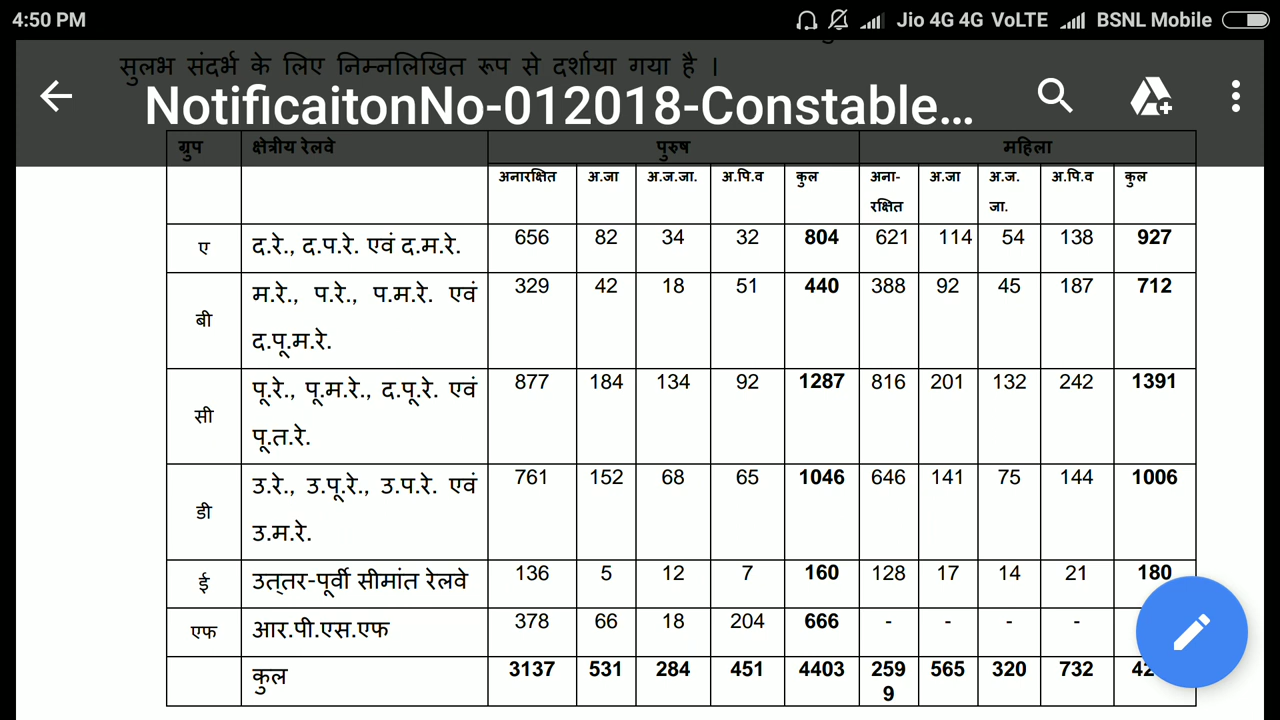 4:50 PM Jio 4G 4G VoLTE BSNL Mobile
सुलभ संदर्भ के लिए निम्नलिखित रूप से दर्शाया गया है ।
NotificaitonNo-012018-Constable...
ग्रुप क्षेत्रीय रेलवे पुरुष महिला
अनारक्षित अ.जा अ.ज.जा. अ.पि.व कुल अना- अ.जा अ.ज. अ.पि.व कुल
रक्षित जा.
ए द.रे., द.प.रे. एवं द.म.रे. 656 82 34 32 804 621 114 54 138 927
बी म.रे., प.रे., प.म.रे. एवं 329 42 18 51 440 388 92 45 187 712
द.पू.म.रे.
सी पू.रे., पू.म.रे., द.पू.रे. एवं 877 184 134 92 1287 816 201 132 242 1391
पू.त.रे.
डी उ.रे., उ.पू.रे., उ.प.रे. एवं 761 152 68 65 1046 646 141 75 144 1006
उ.म.रे.
ई उत्तर-पूर्वी सीमांत रेलवे 136 5 12 7 160 128 17 14 21 180
एफ आर.पी.एस.एफ 378 66 18 204 666 - - - -
कुल 3137 531 284 451 4403 259 565 320 732
9